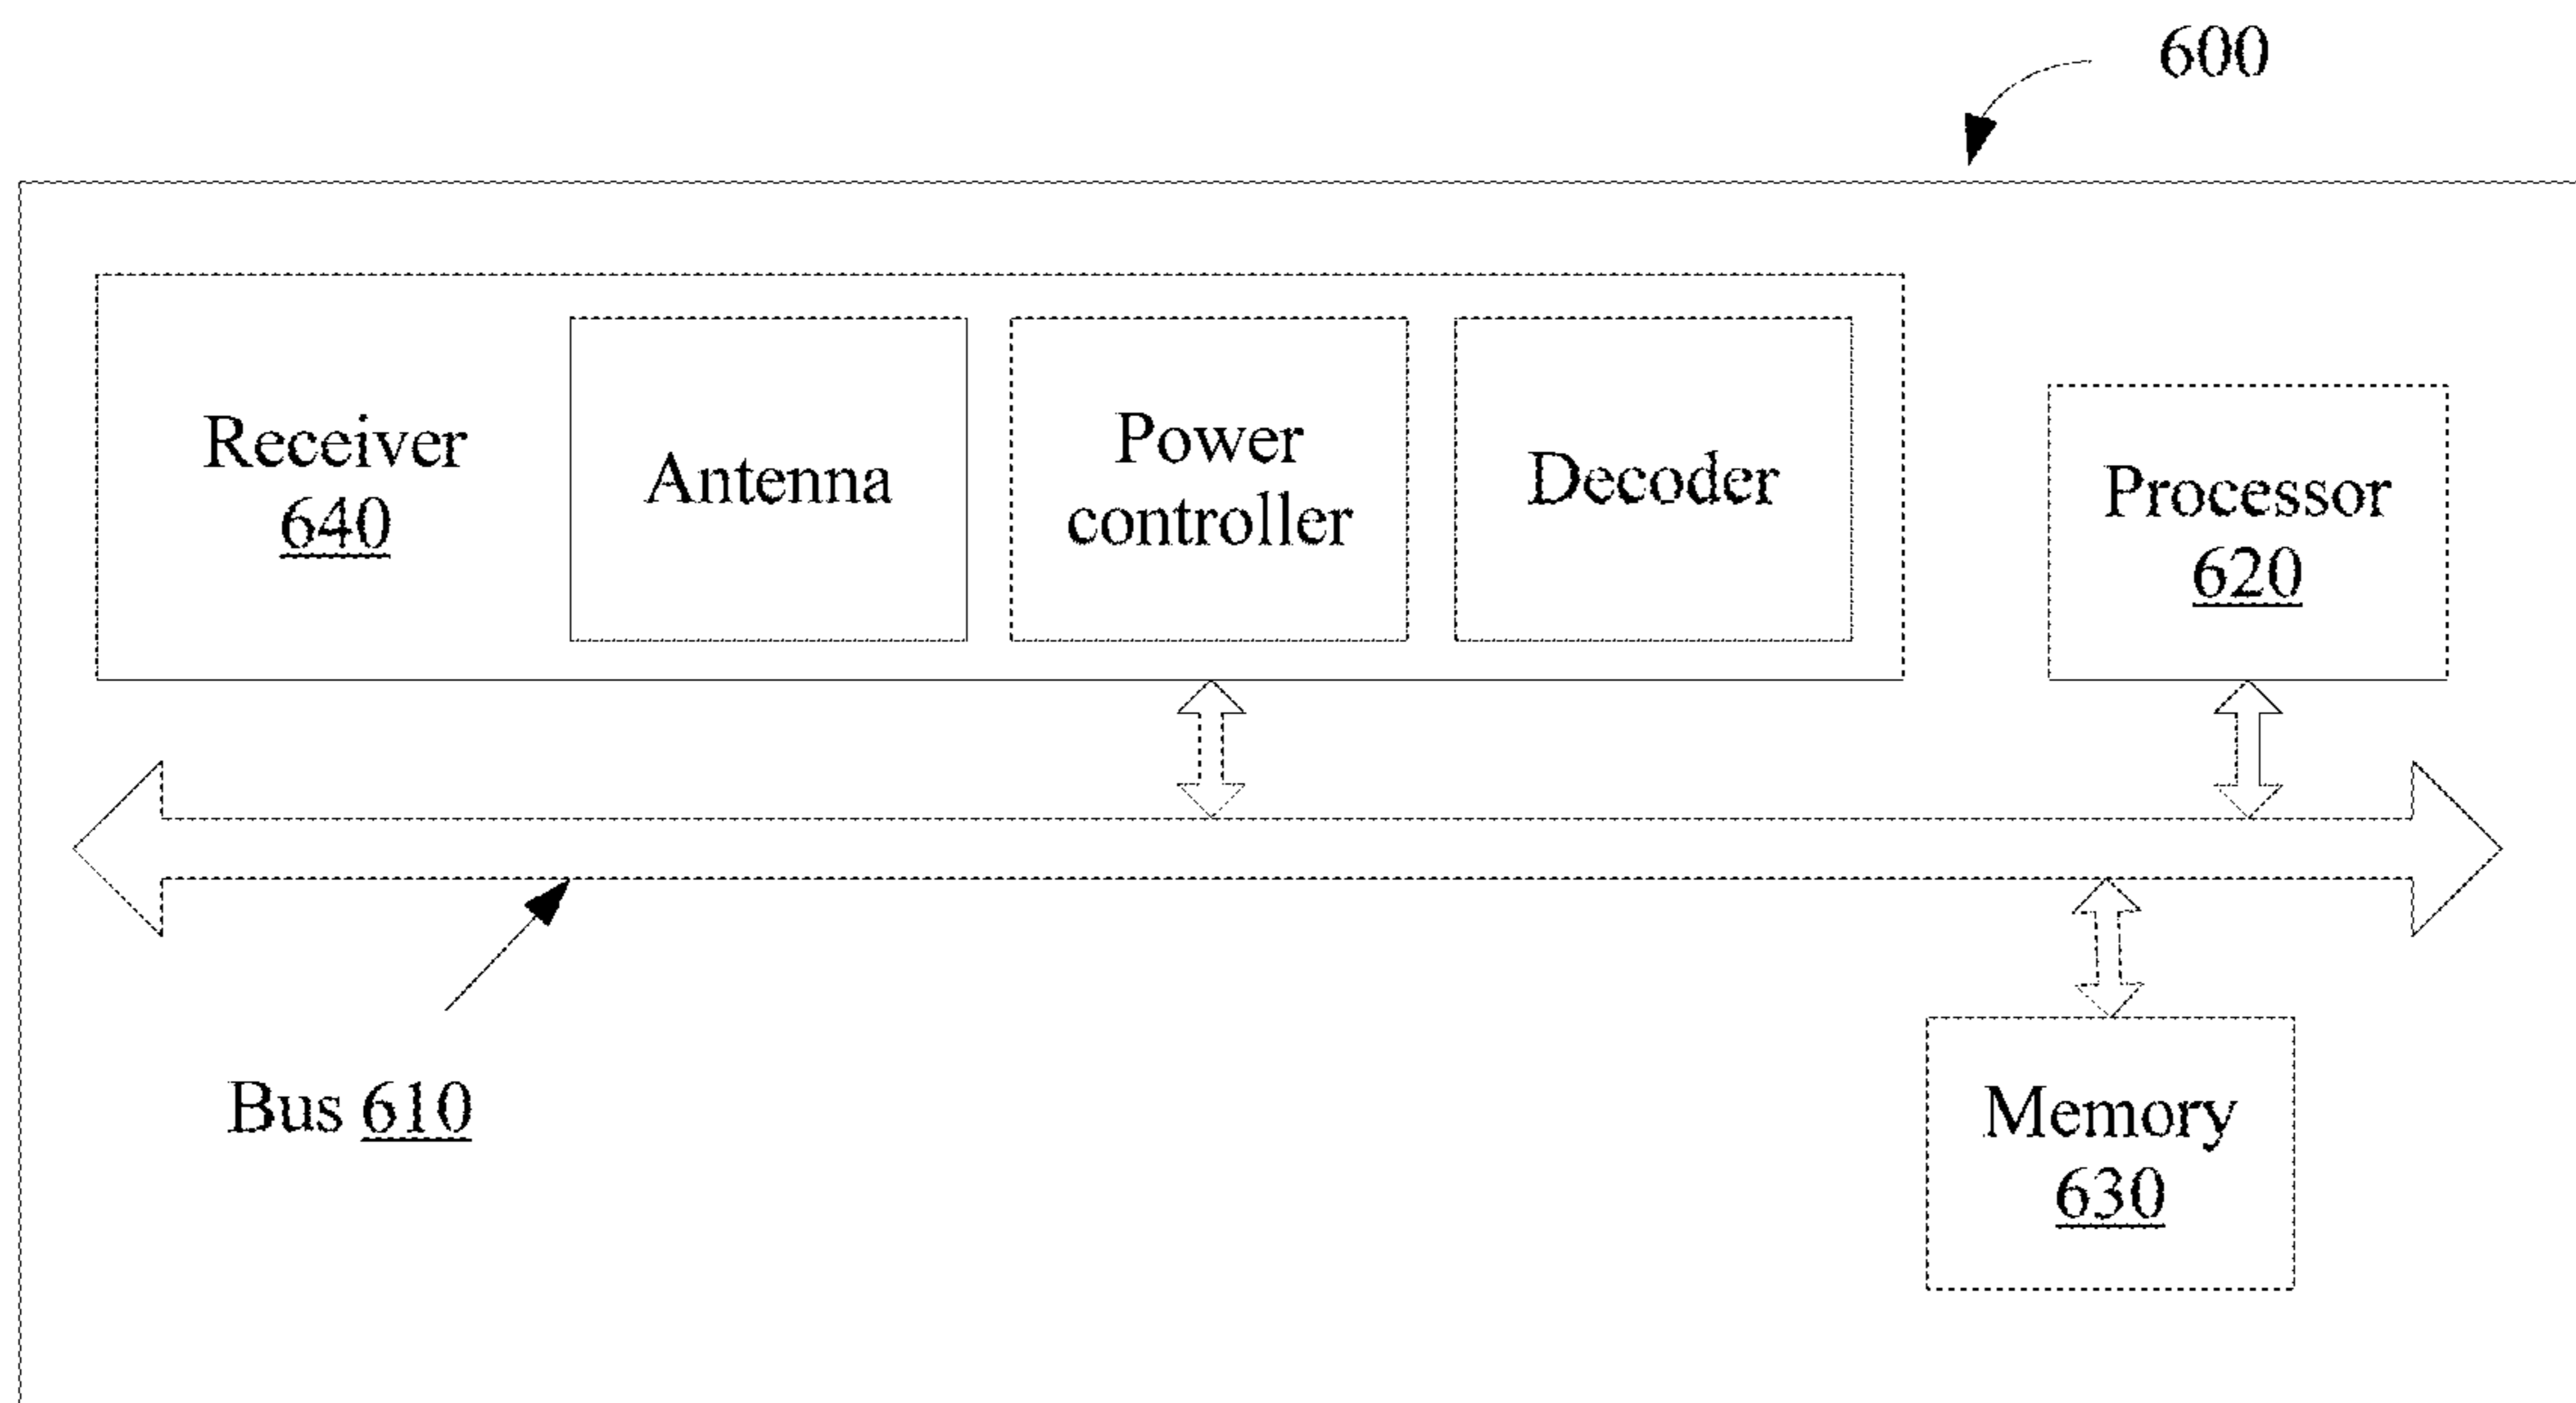 600
Receiver
640
Antenna
Power
controller
Decoder
Processor
620
Bus 610
Memory
630